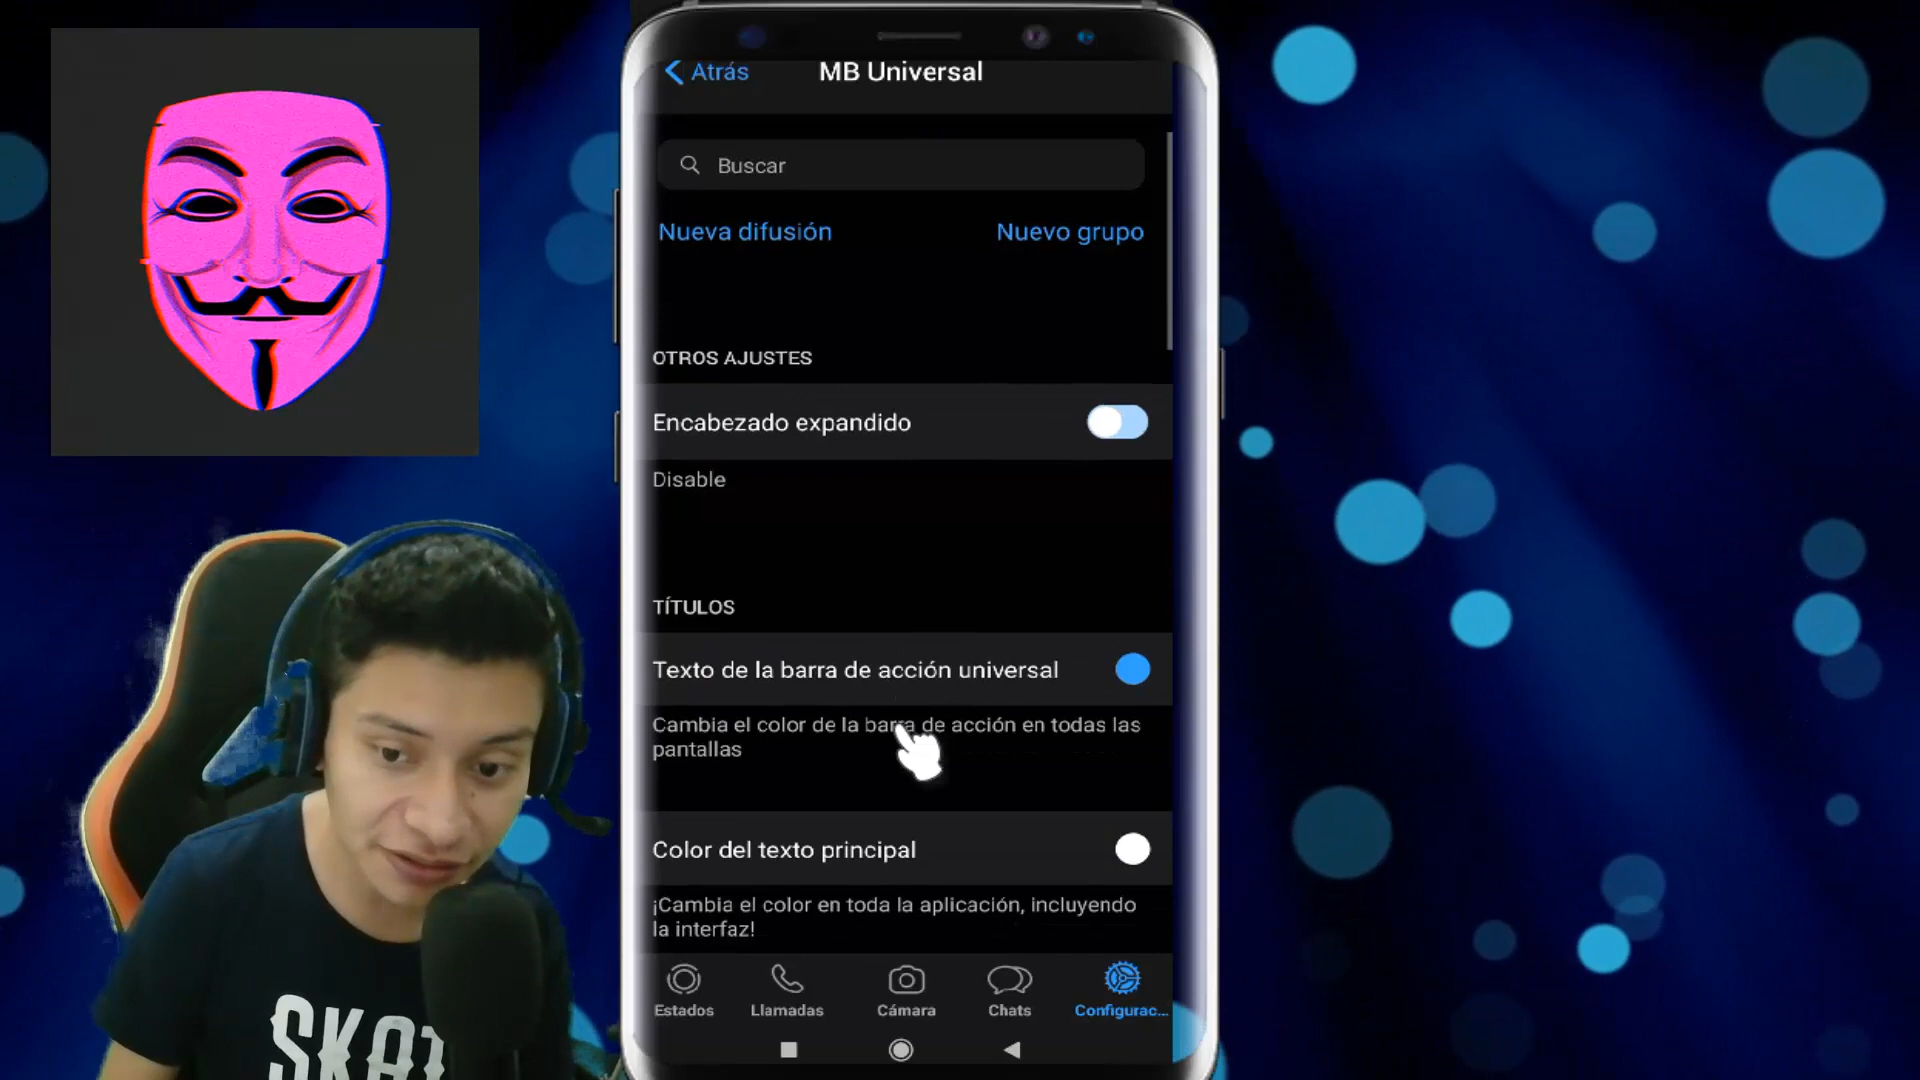 Atrás
MB Universal
Buscar
Nueva difusión
Nuevo grupo
OTROS AJUSTES
Encabezado expandido
Disable
TÍTULOS
Texto de la barra de acción universal
Cambia el color de la barra de acción en todas las
pantallas
Color del texto principal
¡Cambia el color en toda la aplicación, incluyendo
la interfaz!
Estados
Llamadas
Cámara
Chats
Configurac...